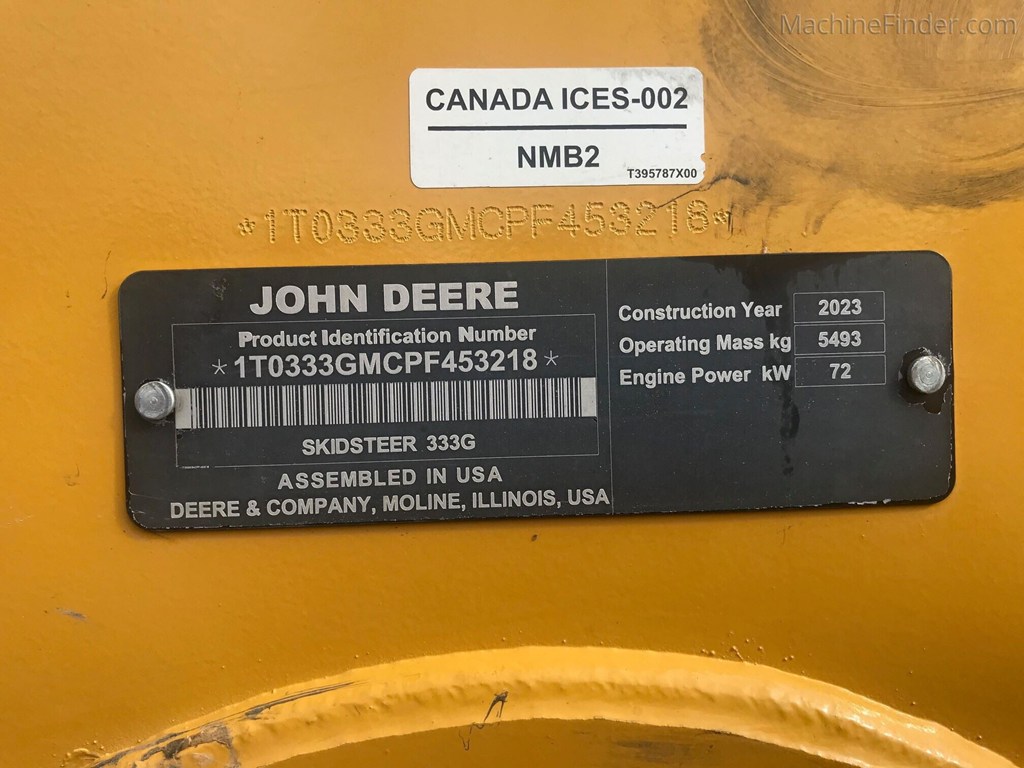 MachineFinder.com
CANADA ICES-002
NMB2
T395787X00
*1T0333GMCPF453218*
JOHN DEERE
Product Identification Number
*1T0333GMCPF453218*
SKIDSTEER 333G
ASSEMBLED IN USA
DEERE & COMPANY, MOLINE, ILLINOIS, USA
Construction Year 2023
Operating Mass kg 5493
Engine Power kW 72